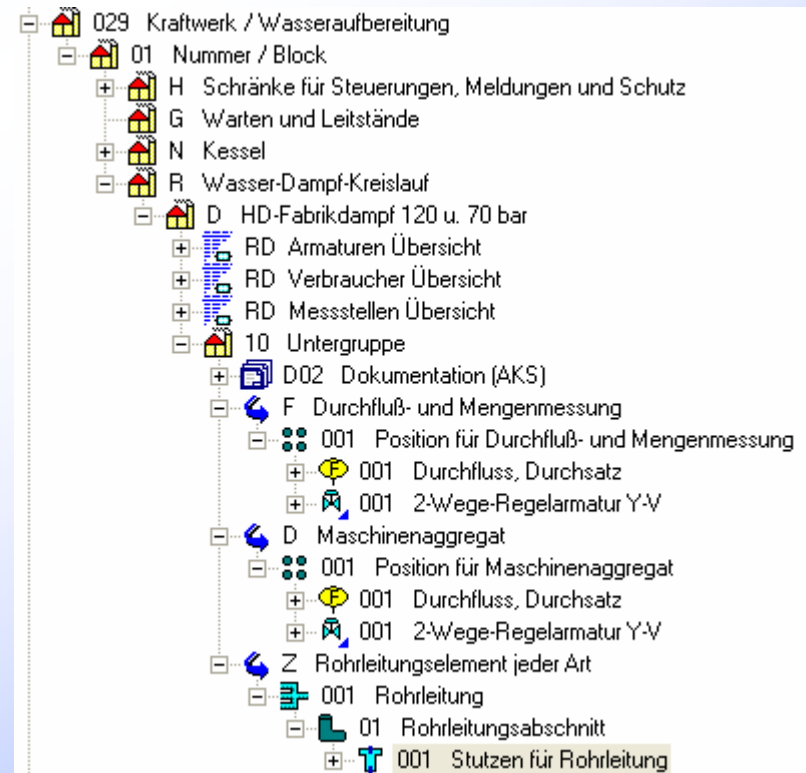 029 Kraftwerk / Wasseraufbereitung
01 Nummer / Block
H Schränke für Steuerungen, Meldungen und Schutz
G Warten und Leitstände
N Kessel
R Wasser-Dampf-Kreislauf
D HD-Fabrikdampf 120 u. 70 bar
RD Armaturen Übersicht
RD Verbraucher Übersicht
RD Messstellen Übersicht
10 Untergruppe
D02 Dokumentation (AKS)
F Durchfluß- und Mengenmessung
001 Position für Durchfluß- und Mengenmessung
F 001 Durchfluss, Durchsatz
001 2-Wege-Regelarmatur Y-V
D Maschinenaggregat
001 Position für Maschinenaggregat
F 001 Durchfluss, Durchsatz
001 2-Wege-Regelarmatur Y-V
Z Rohrleitungselement jeder Art
001 Rohrleitung
01 Rohrleitungsabschnitt
001 Stutzen für Rohrleitung